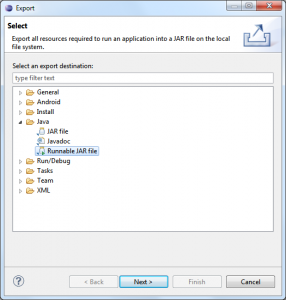 Export
Select
Export all resources required to run an application into a JAR file on the local
file system.
Select an export destination:
type filter text
General
Android
Install
Java
JAR file
Javadoc
Runnable JAR file
Run/Debug
Tasks
Team
XML
?
< Back
Next >
Finish
Cancel